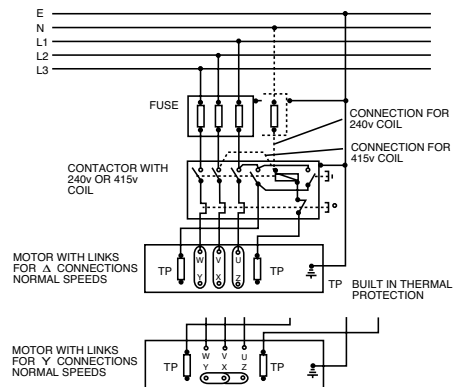 E
N
L1
L2
L3
FUSE
CONNECTION FOR
240v COIL
CONNECTION FOR
415v COIL
CONTACTOR WITH
240v OR 415v
COIL
I
O
MOTOR WITH LINKS
FOR Δ CONNECTIONS
NORMAL SPEEDS
TP
W V U
Y X Z
TP
TP BUILT IN THERMAL
PROTECTION
MOTOR WITH LINKS
FOR Y CONNECTIONS
NORMAL SPEEDS
TP
W V U
Y X Z
TP